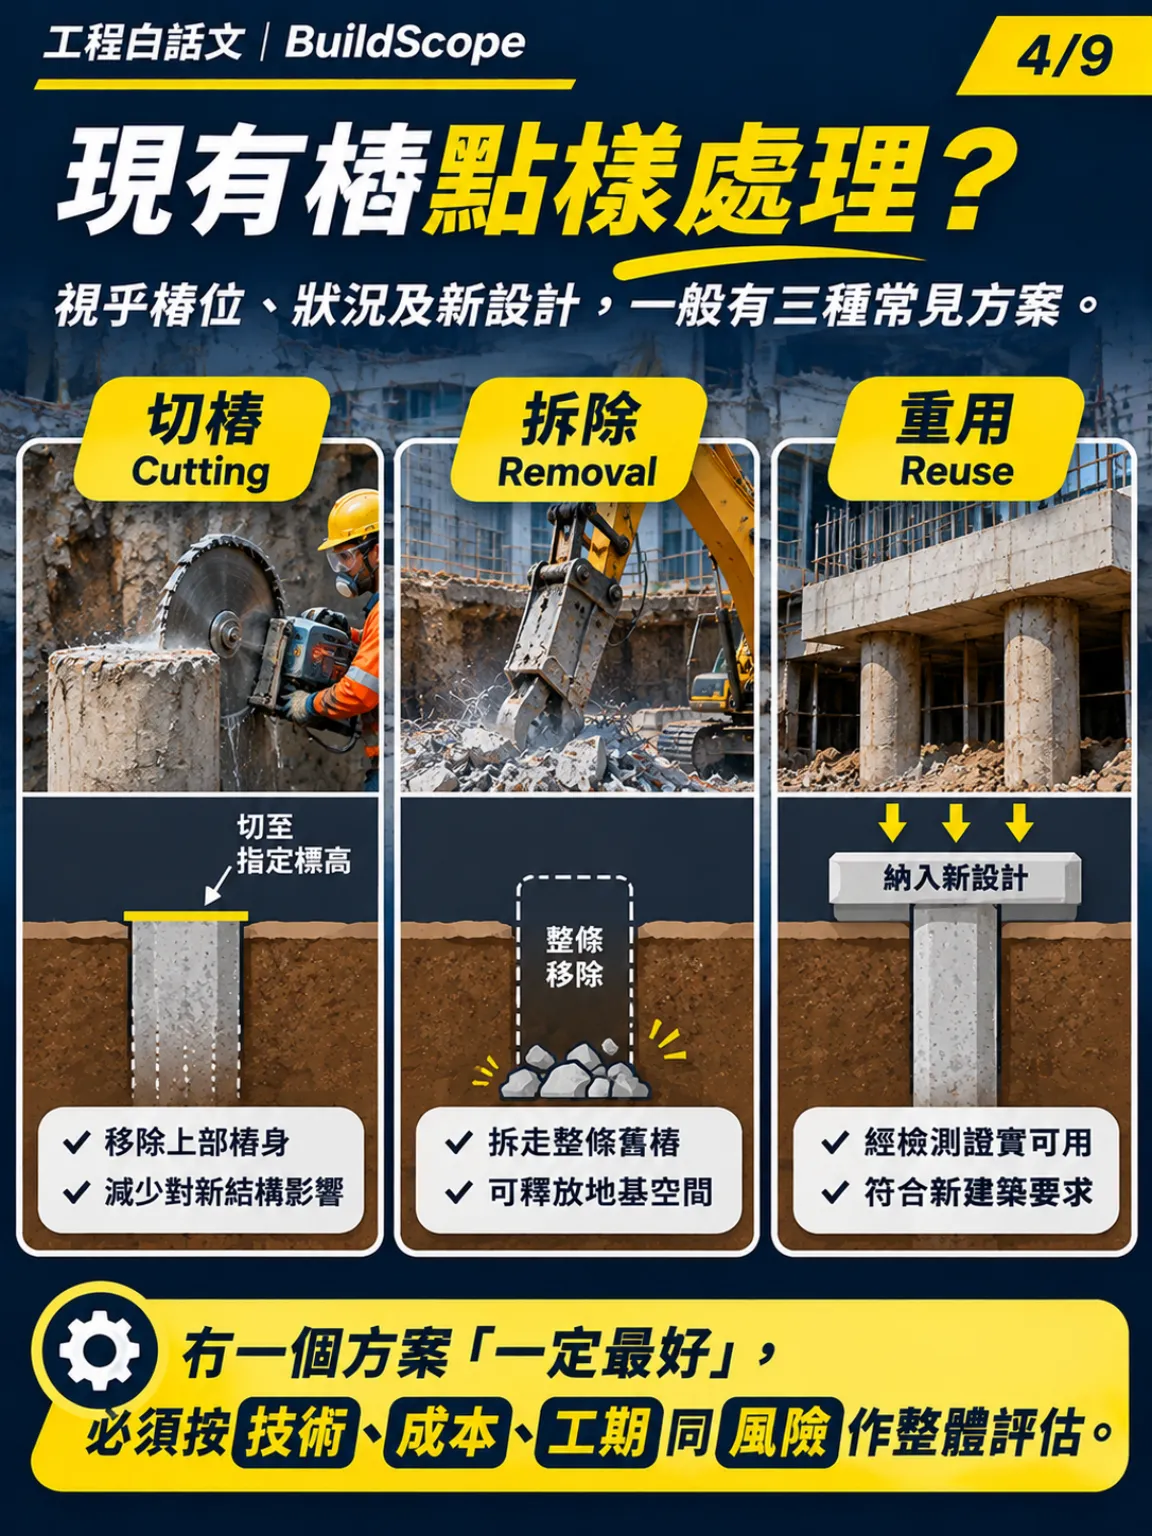 工程白話文｜BuildScope
4/9
現有樁點樣處理？
視乎樁位、狀況及新設計，一般有三種常見方案。
切樁
Cutting
切至
指定標高
✓ 移除上部樁身
✓ 減少對新結構影響
拆除
Removal
整條
移除
✓ 拆走整條舊樁
✓ 可釋放地基空間
重用
Reuse
納入新設計
✓ 經檢測證實可用
✓ 符合新建築要求
冇一個方案「一定最好」，
必須按技術、成本、工期同風險作整體評估。